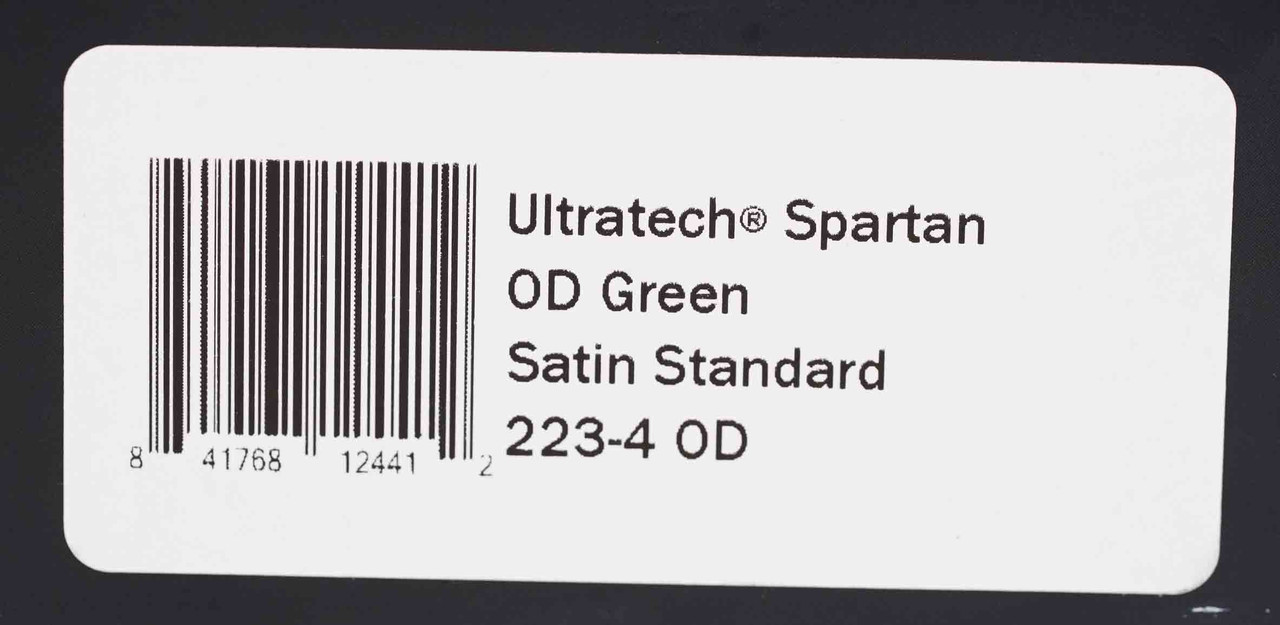 Ultratech® Spartan
OD Green
Satin Standard
223-4 OD
8 41768 12441 2